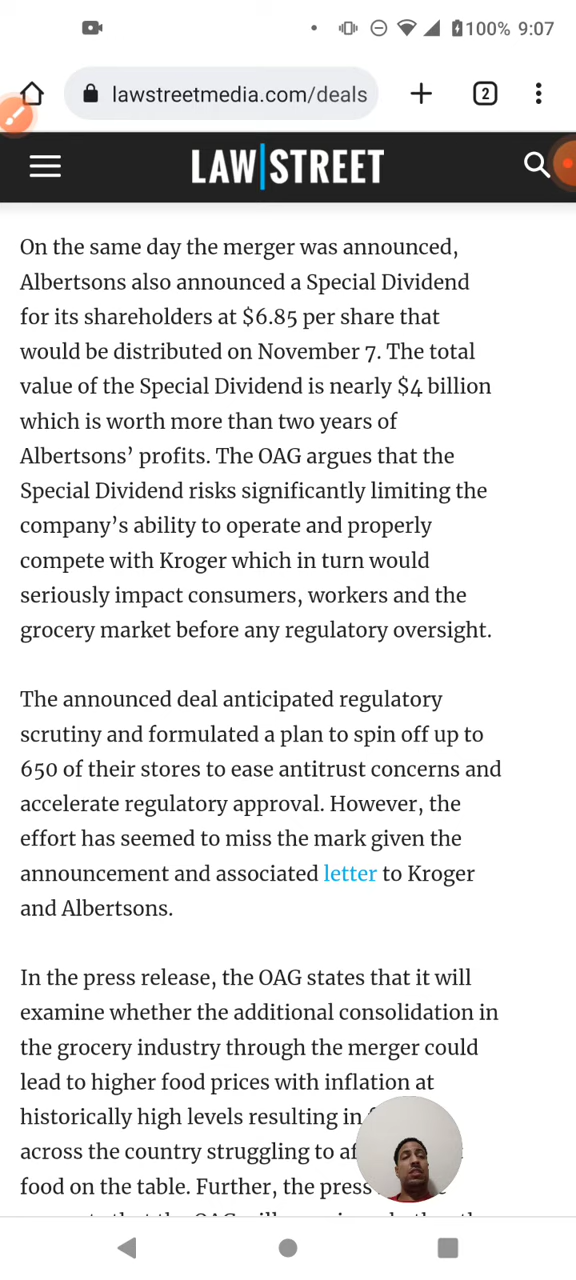 100% 9:07
lawstreetmedia.com/deals
2
LAW|STREET
On the same day the merger was announced,
Albertsons also announced a Special Dividend
for its shareholders at $6.85 per share that
would be distributed on November 7. The total
value of the Special Dividend is nearly $4 billion
which is worth more than two years of
Albertsons’ profits. The OAG argues that the
Special Dividend risks significantly limiting the
company’s ability to operate and properly
compete with Kroger which in turn would
seriously impact consumers, workers and the
grocery market before any regulatory oversight.
The announced deal anticipated regulatory
scrutiny and formulated a plan to spin off up to
650 of their stores to ease antitrust concerns and
accelerate regulatory approval. However, the
effort has seemed to miss the mark given the
announcement and associated letter to Kroger
and Albertsons.
In the press release, the OAG states that it will
examine whether the additional consolidation in
the grocery industry through the merger could
lead to higher food prices with inflation at
historically high levels resulting in
across the country struggling to
food on the table. Further, the press